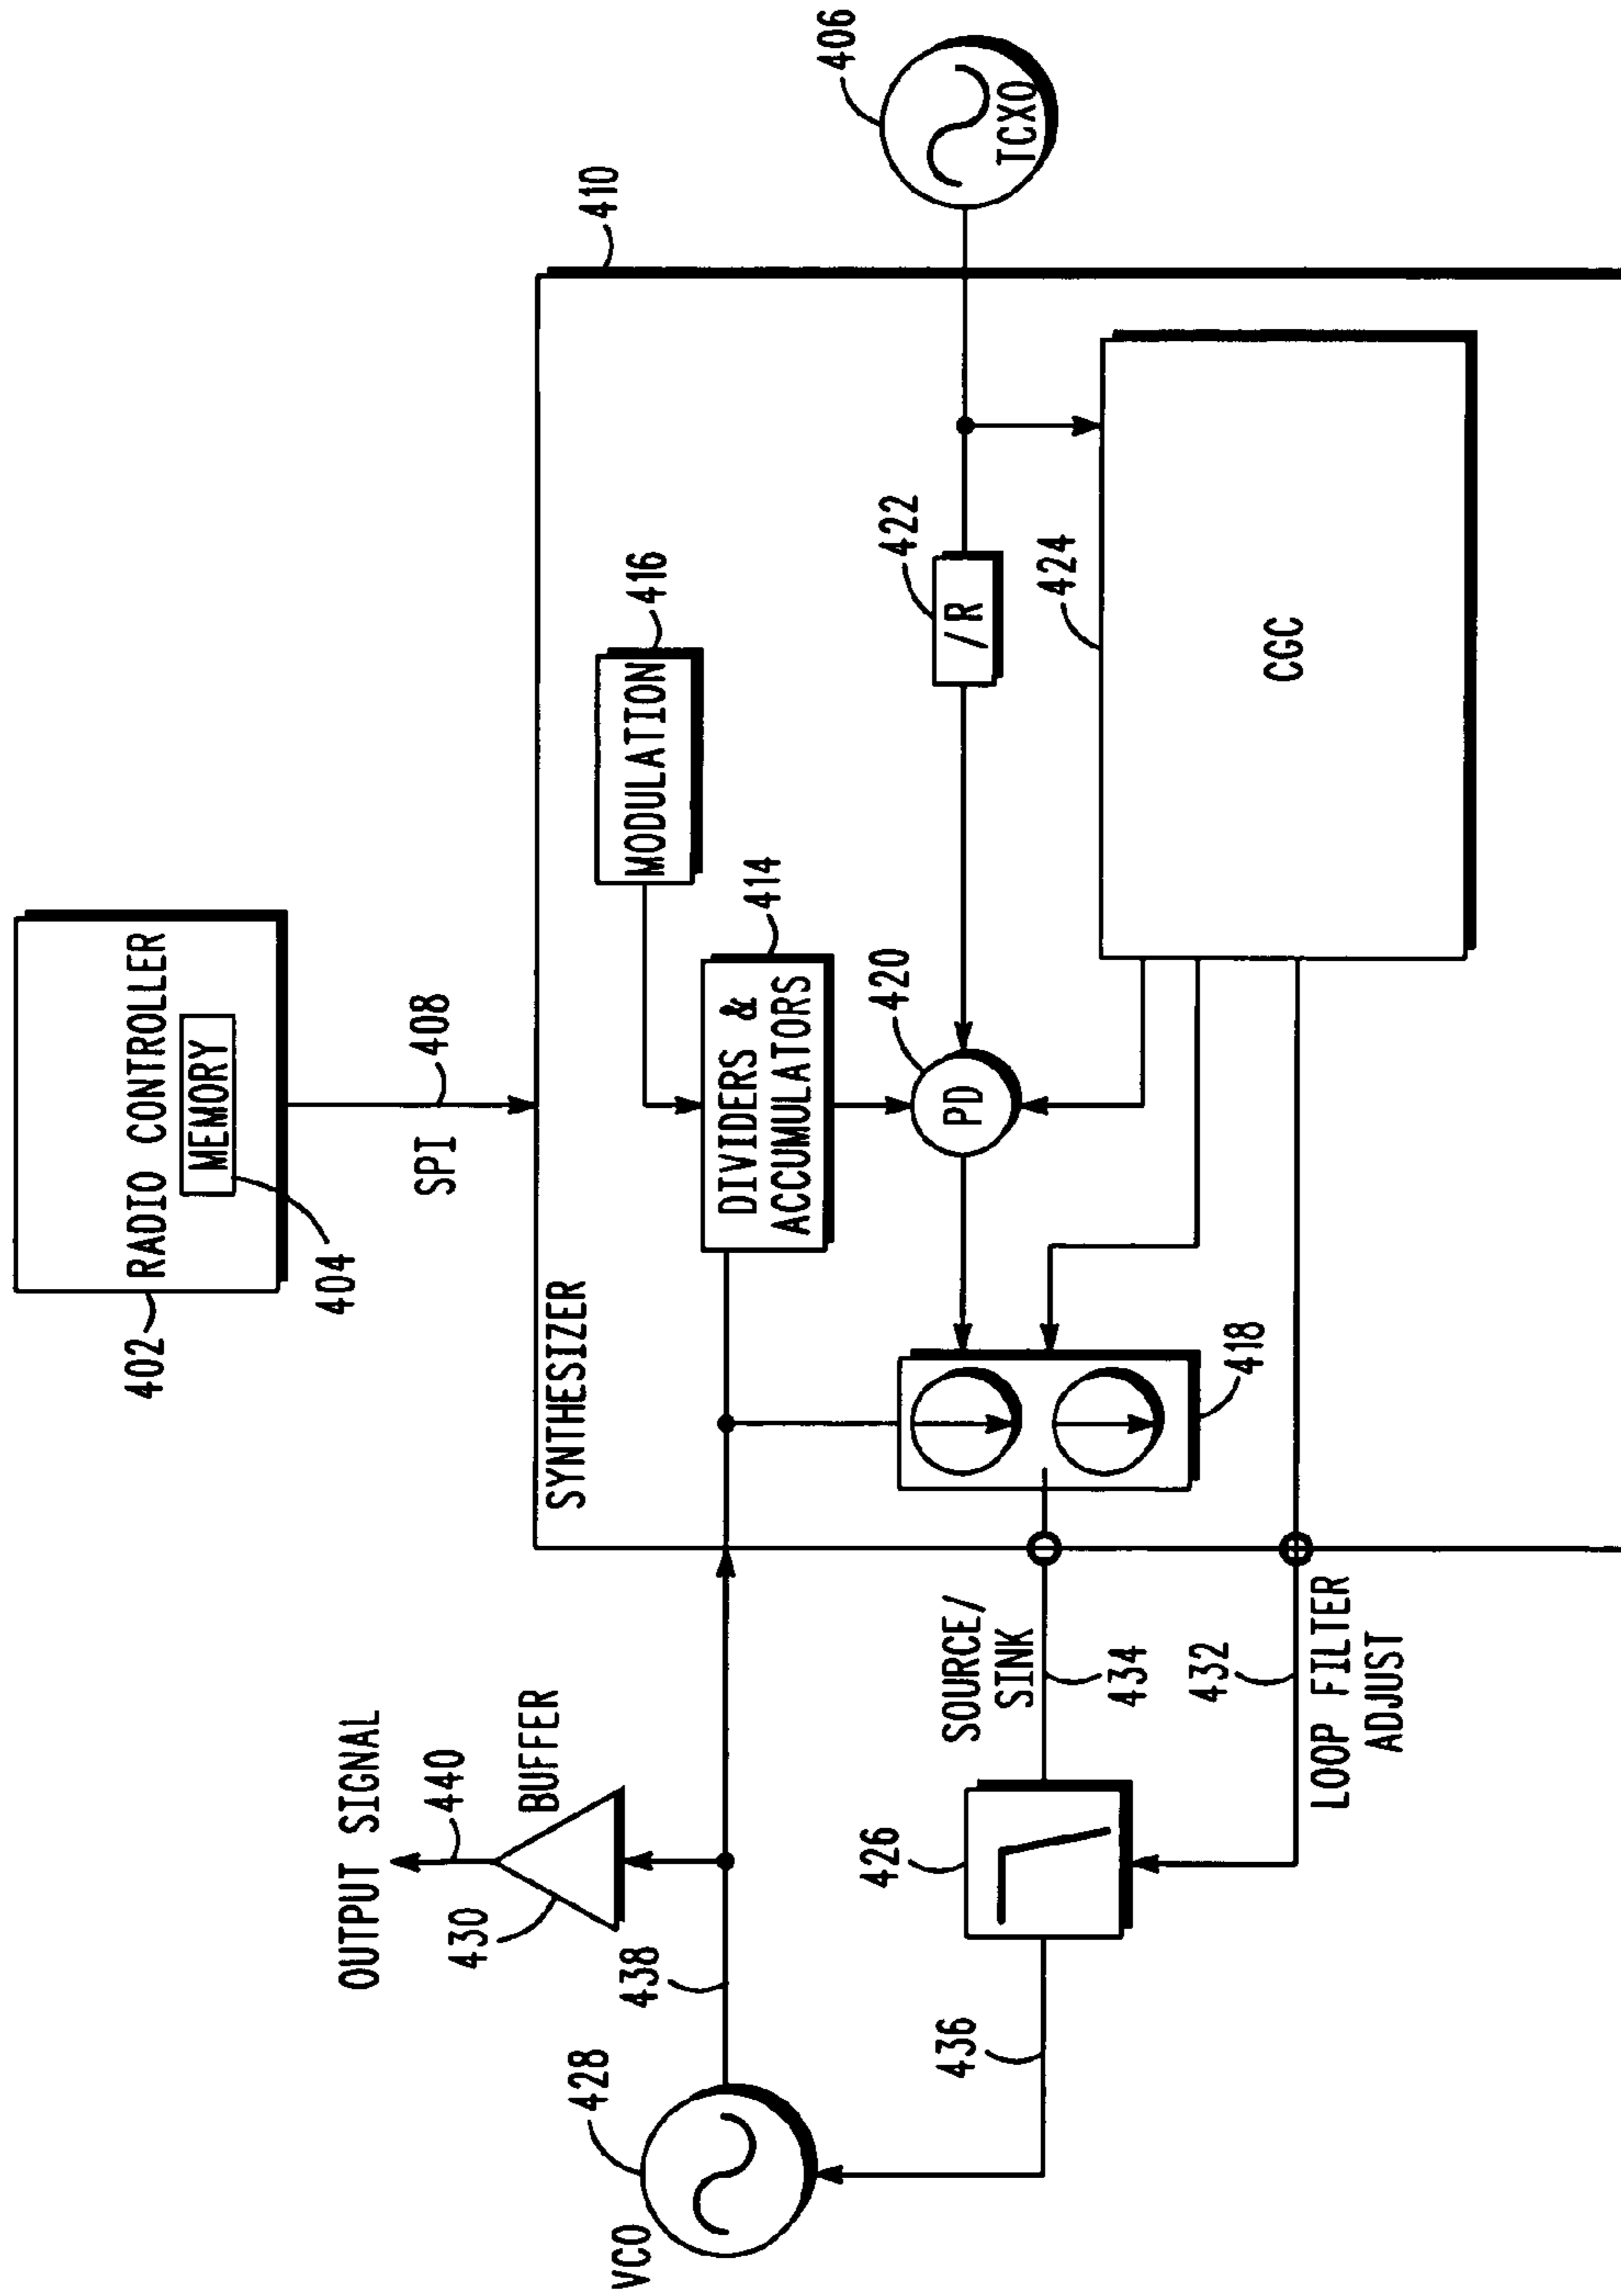 402
RADIO CONTROLLER
MEMORY
404
SPI
408
OUTPUT SIGNAL
440
430
BUFFER
SYNTHESIZER
410
VCO
428
438
MODULATION
416
DIVIDERS &
ACCUMULATORS
414
406
TCXO
420
PD
422
/R
436
426
SOURCE/
SINK
434
418
424
CGC
432
LOOP FILTER
ADJUST